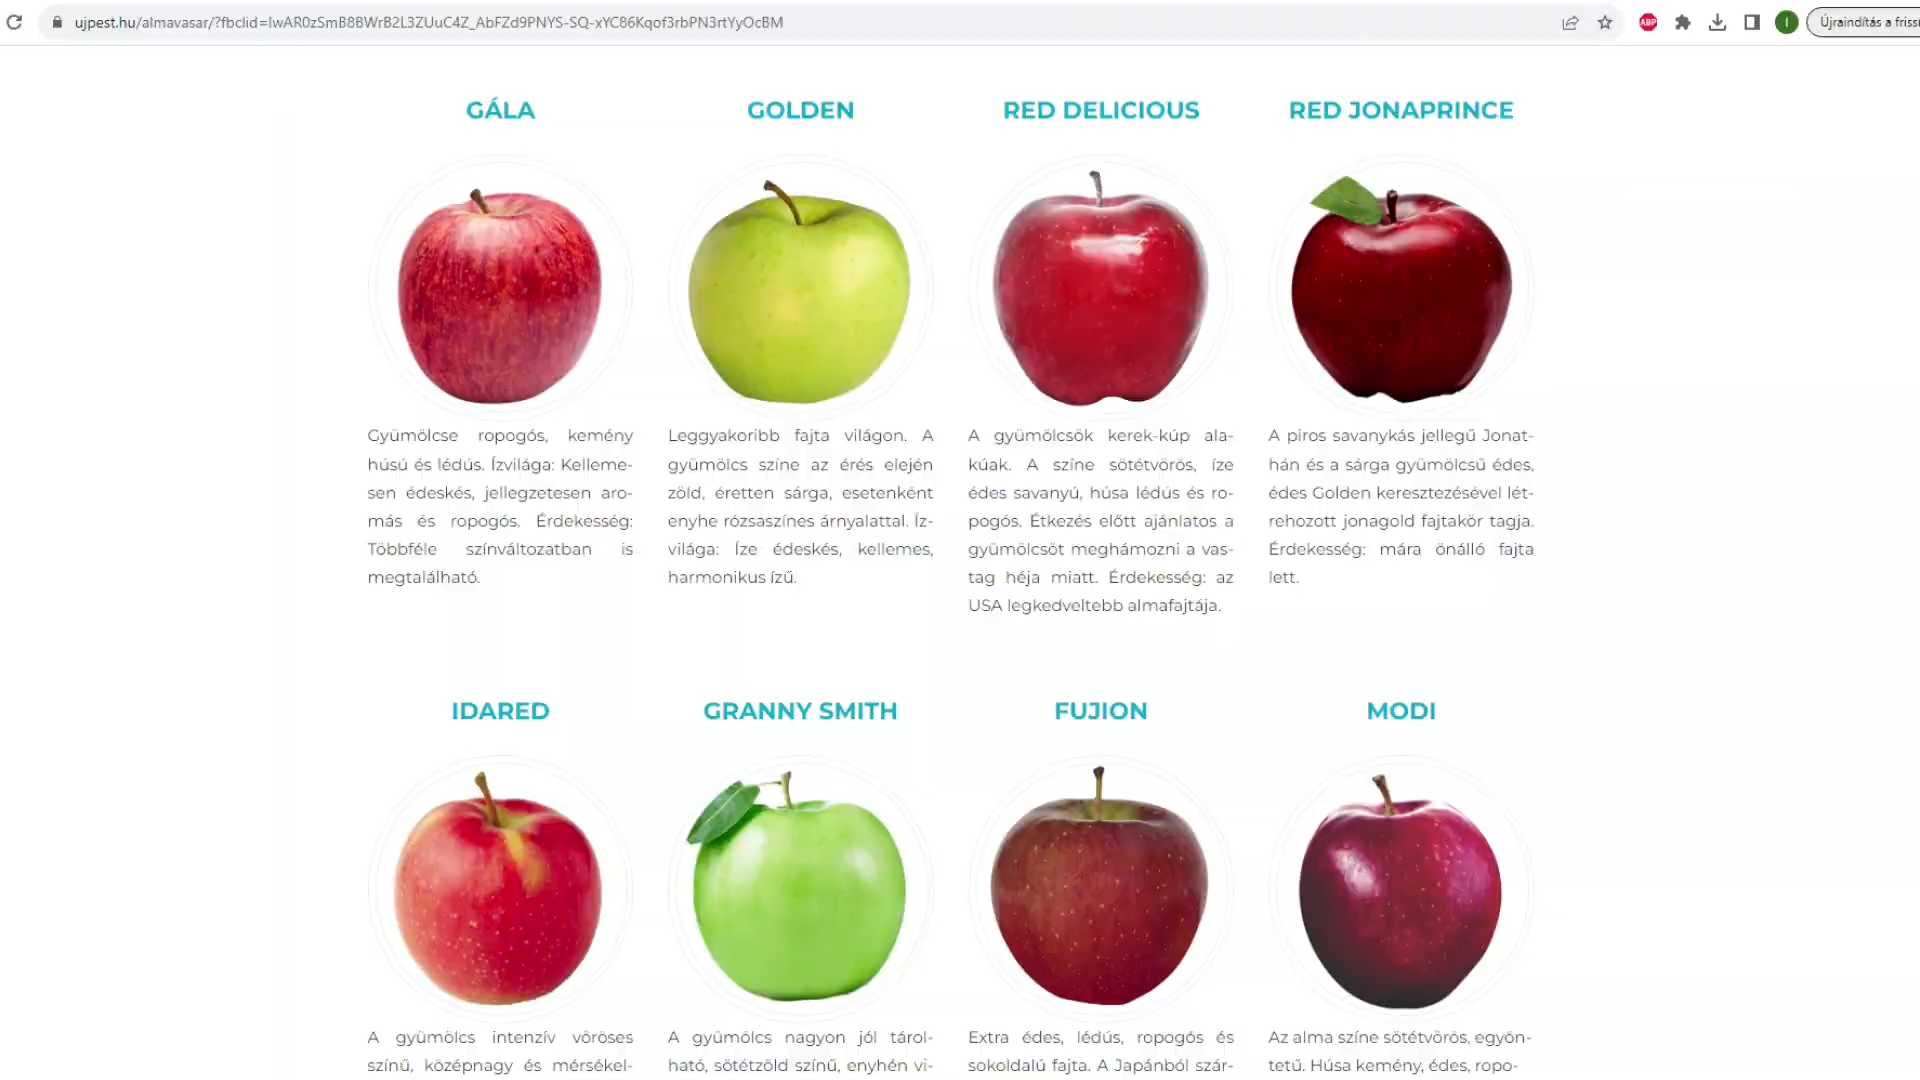 ujpest.hu/almavasar/?fbclid=IwAR0zSmB8BWrB2L3ZUuC4Z_AbFZd9PNYS-SQ-xYC86Kqof3rbPN3rtYyOcBM
ABP
I
Újraindítás a friss
GÁLA
Gyümölcse ropogós, kemény
húsú és lédús. Ízvilága: Kelleme-
sen édeskés, jellegzetesen aro-
más és ropogós. Érdekesség:
Többféle színváltozatban is
megtalálható.
GOLDEN
Leggyakoribb fajta világon. A
gyümölcs színe az érés elején
zöld, éretten sárga, esetenként
enyhe rózsaszínes árnyalattal. Íz-
világa: Íze édeskés, kellemes,
harmonikus ízű.
RED DELICIOUS
A gyümölcsök kerek-kúp ala-
kúak. A színe sötétvörös, íze
édes savanyú, húsa lédús és ro-
pogós. Étkezés előtt ajánlatos a
gyümölcsöt meghámozni a vas-
tag héja miatt. Érdekesség: az
USA legkedveltebb almafajtája.
RED JONAPRINCE
A piros savanykás jellegű Jonat-
hán és a sárga gyümölcsű édes,
édes Golden keresztezésével lét-
rehozott jonagold fajtakör tagja.
Érdekesség: mára önálló fajta
lett.
IDARED
A gyümölcs intenzív vöröses
színű, középnagy és mérsékel-
GRANNY SMITH
A gyümölcs nagyon jól tárol-
ható, sötétzöld színű, enyhén vi-
FUJION
Extra édes, lédús, ropogós és
sokoldalú fajta. A Japánból szár-
MODI
Az alma színe sötétvörös, egyön-
tetű. Húsa kemény, édes, ropo-